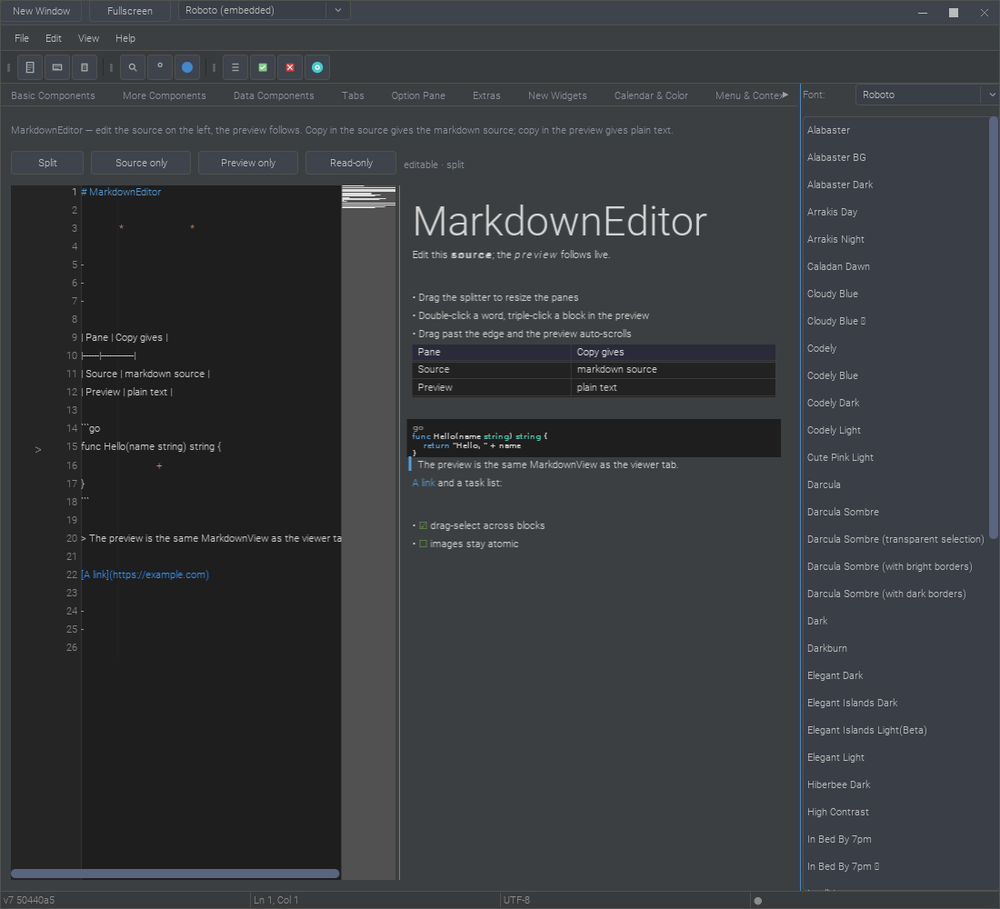 New Window Fullscreen Roboto (embedded)
File Edit View Help
Basic Components More Components Data Components Tabs Option Pane Extras New Widgets Calendar & Color Menu & Contex
Font: Roboto
MarkdownEditor — edit the source on the left, the preview follows. Copy in the source gives the markdown source; copy in the preview gives plain text.
Split Source only Preview only Read-only editable · split
1 # MarkdownEditor
2
3 * *
4
5 -
6 -
7 -
8
9 | Pane | Copy gives |
10 |------|-----------|
11 | Source | markdown source |
12 | Preview | plain text |
13
14 ```go
> 15 func Hello(name string) string {
16 +
17 }
18 ```
19
20 > The preview is the same MarkdownView as the viewer ta
21
22 [A link](https://example.com)
23
24 -
25 -
26
MarkdownEditor
Edit this source; the preview follows live.
• Drag the splitter to resize the panes
• Double-click a word, triple-click a block in the preview
• Drag past the edge and the preview auto-scrolls
Pane Copy gives
Source markdown source
Preview plain text
go
func Hello(name string) string {
return "Hello, " + name
}
The preview is the same MarkdownView as the viewer tab.
A link and a task list:
• ☑ drag-select across blocks
• ☐ images stay atomic
Alabaster
Alabaster BG
Alabaster Dark
Arrakis Day
Arrakis Night
Caladan Dawn
Cloudy Blue
Cloudy Blue
Codely
Codely Blue
Codely Dark
Codely Light
Cute Pink Light
Darcula
Darcula Sombre
Darcula Sombre (transparent selection)
Darcula Sombre (with bright borders)
Darcula Sombre (with dark borders)
Dark
Darkburn
Elegant Dark
Elegant Islands Dark
Elegant Islands Light(Beta)
Elegant Light
Hiberbee Dark
High Contrast
In Bed By 7pm
In Bed By 7pm
v7 50440a5 Ln 1, Col 1 UTF-8